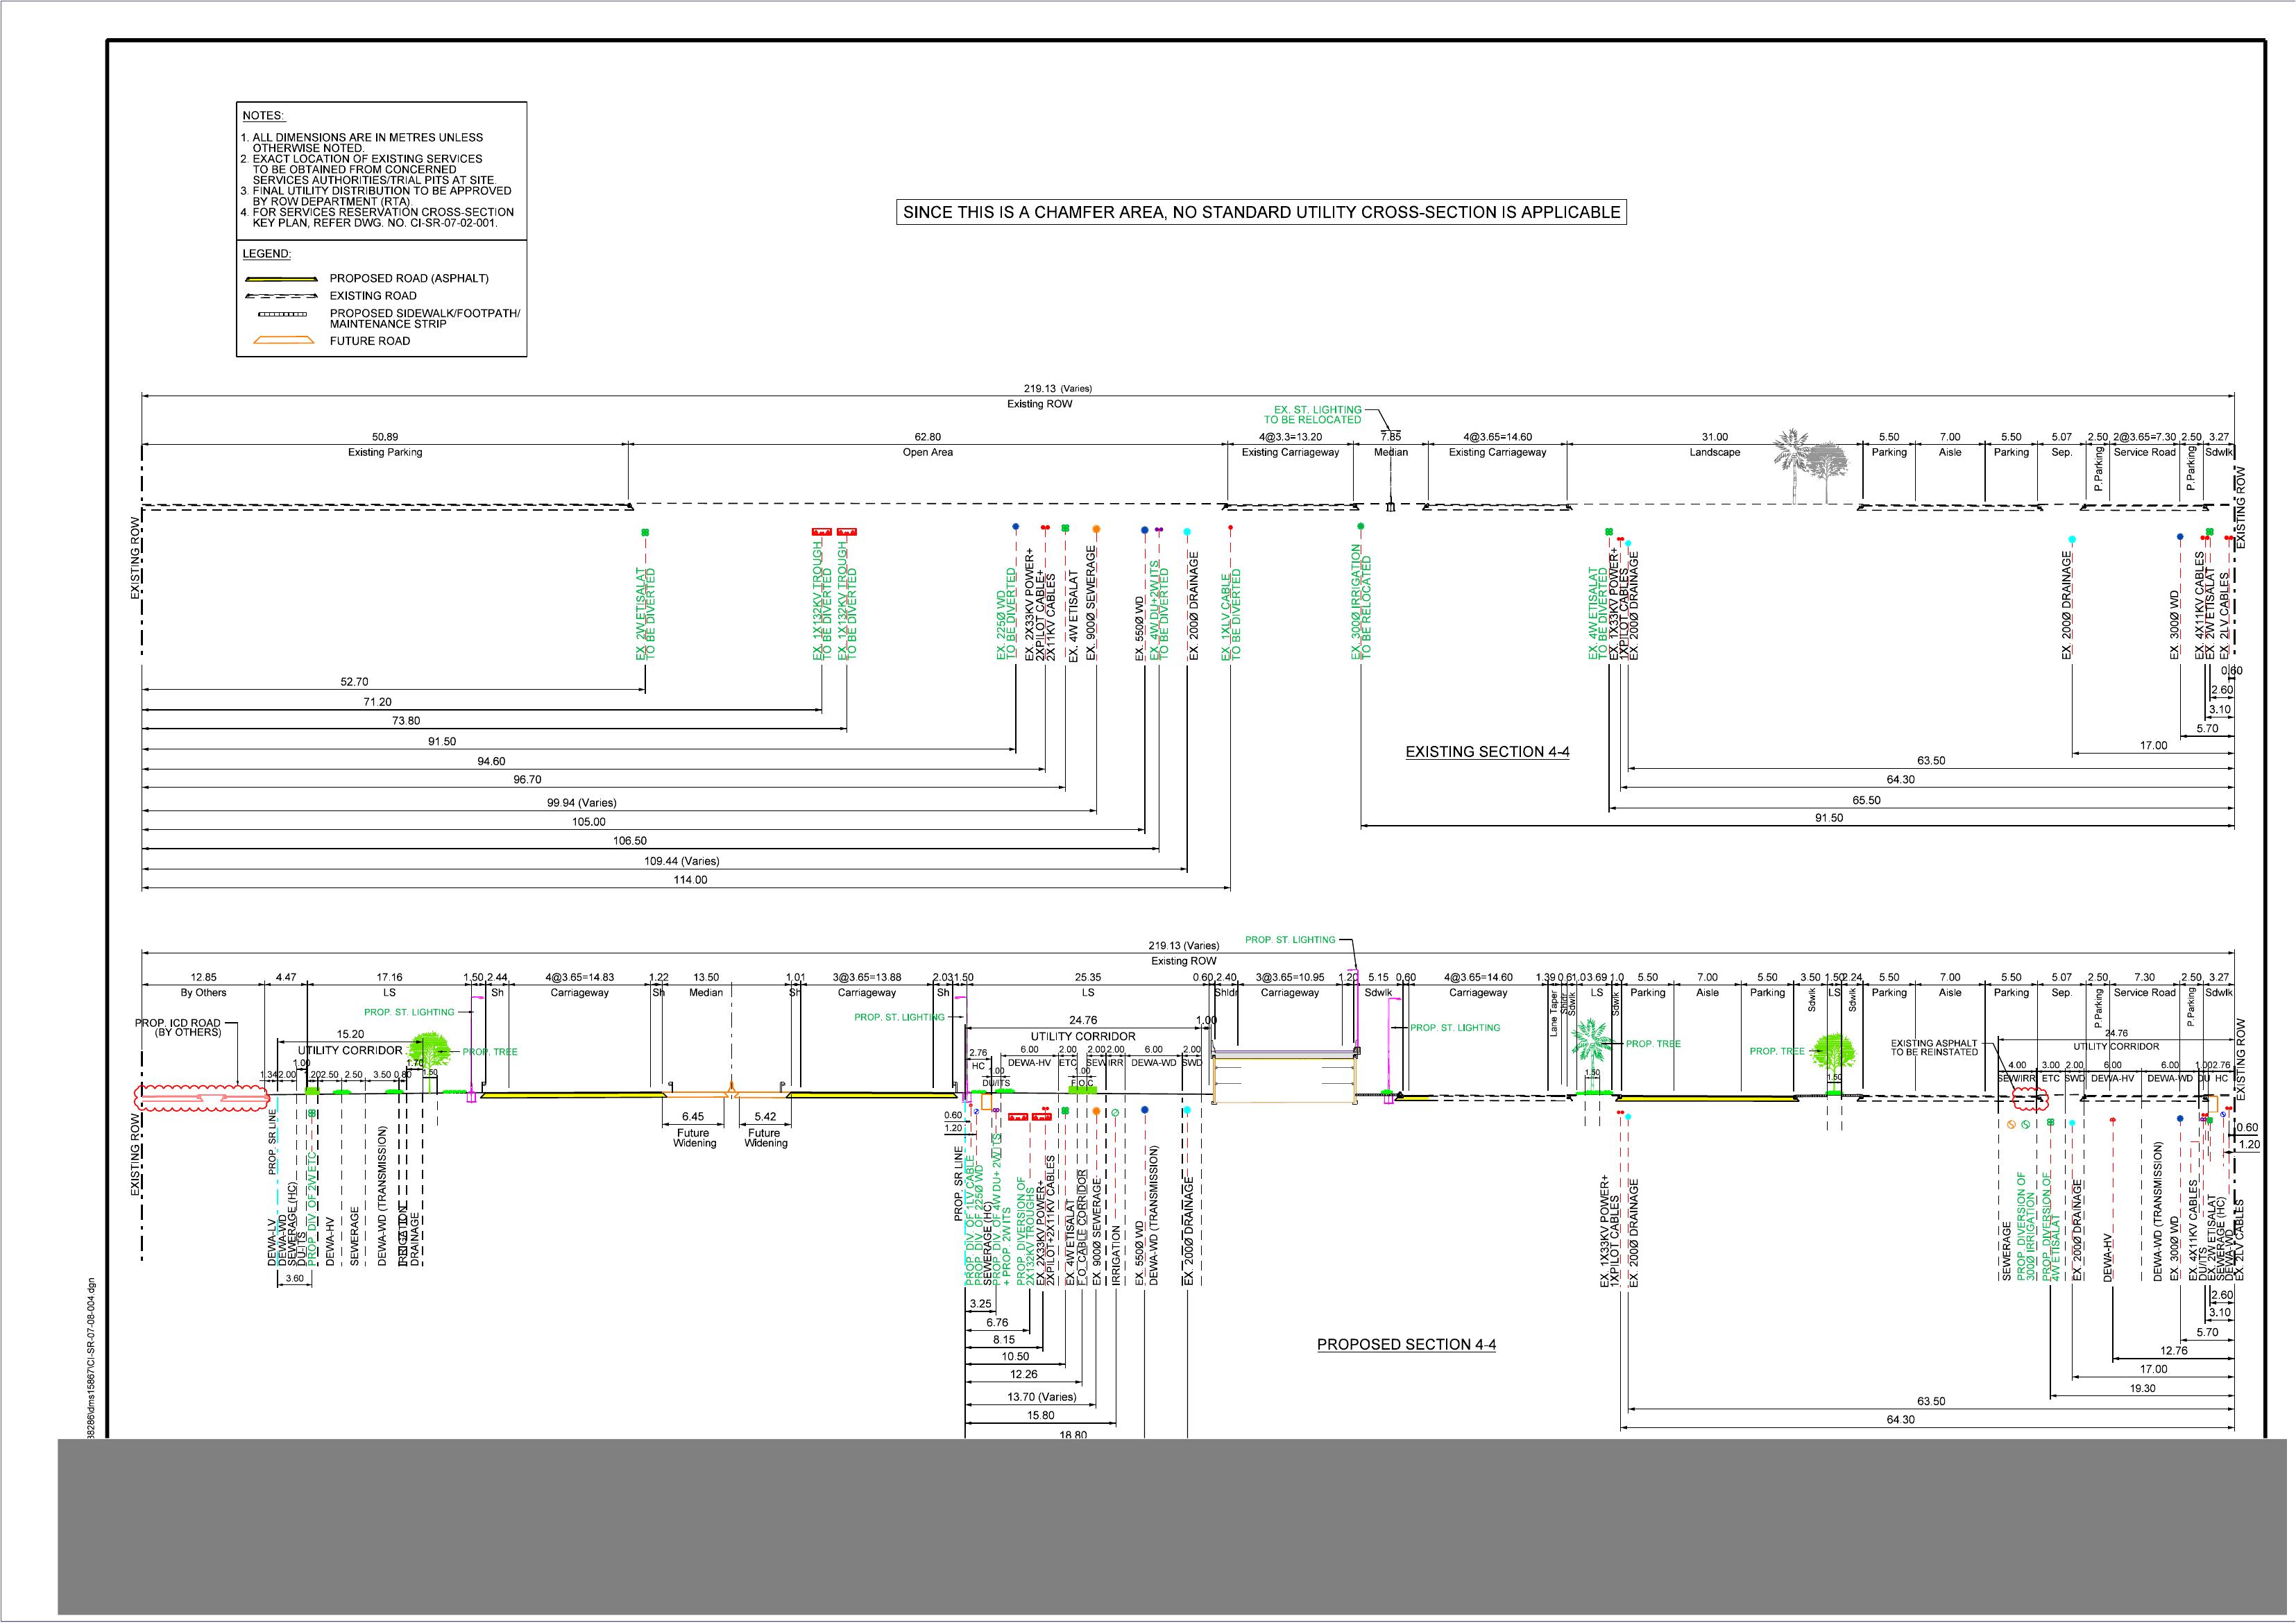 NOTES:
1. ALL DIMENSIONS ARE IN METRES UNLESS
OTHERWISE NOTED.
2. EXACT LOCATION OF EXISTING SERVICES
TO BE OBTAINED FROM CONCERNED
SERVICES AUTHORITIES/TRIAL PITS AT SITE.
3. FINAL UTILITY DISTRIBUTION TO BE APPROVED
BY ROW DEPARTMENT (RTA).
4. FOR SERVICES RESERVATION CROSS-SECTION
KEY PLAN, REFER DWG. NO. CI-SR-07-02-001.
LEGEND:
PROPOSED ROAD (ASPHALT)
EXISTING ROAD
PROPOSED SIDEWALK/FOOTPATH/
MAINTENANCE STRIP
FUTURE ROAD
SINCE THIS IS A CHAMFER AREA, NO STANDARD UTILITY CROSS-SECTION IS APPLICABLE
219.13 (Varies)
Existing ROW
EX. ST. LIGHTING
TO BE RELOCATED
50.89 62.80 4@3.3=13.20 7.85 4@3.65=14.60 31.00 5.50 7.00 5.50 5.07 2.50 2@3.65=7.30 2.50 3.27
Existing Parking Open Area Existing Carriageway Median Existing Carriageway Landscape Parking Aisle Parking Sep. P.Parking Service Road P.Parking Sdwlk
EXISTING ROW
EX. 2W ETISALAT
TO BE DIVERTED
EX. 1X132KV TROUGH
TO BE DIVERTED
EX. 1X132KV TROUGH
TO BE DIVERTED
EX. 225Ø WD
TO BE DIVERTED
EX. 2X33KV POWER+
2XPILOT CABLE+
2X11KV CABLES
EX. 4W ETISALAT
EX. 900Ø SEWERAGE
EX. 550Ø WD
EX. 4W DU+2W ITS
TO BE DIVERTED
EX. 200Ø DRAINAGE
EX. 1XLV CABLE
TO BE DIVERTED
EX. 300Ø IRRIGATION
TO BE RELOCATED
EX. 4W ETISALAT
TO BE DIVERTED
EX. 1X33KV POWER+
1XPILOT CABLES
EX. 200Ø DRAINAGE
EX. 200Ø DRAINAGE
EX. 300Ø WD
EX. 4X11KV CABLES
EX. 2W ETISALAT
EX. 2LV CABLES
EXISTING ROW
52.70
71.20
73.80
91.50
94.60
96.70
99.94 (Varies)
105.00
106.50
109.44 (Varies)
114.00
0.60
2.60
3.10
5.70
17.00
63.50
64.30
65.50
91.50
EXISTING SECTION 4-4
PROP. ST. LIGHTING
219.13 (Varies)
Existing ROW
12.85 4.47 17.16 1.50 2.44 4@3.65=14.83 1.22 13.50 1.01 3@3.65=13.88 2.03 1.50 25.35 0.60 2.40 3@3.65=10.95 1.20 5.15 0.60 4@3.65=14.60 1.39 0.61 1.0 3.69 1.0 5.50 7.00 5.50 3.50 1.50 2.24 5.50 7.00 5.50 5.07 2.50 7.30 2.50 3.27
By Others LS Sh Carriageway Sh Median Sh Carriageway Sh LS Shldr Carriageway Sdwlk Carriageway Lane Taper Shldr Sdwlk LS Sdwlk Parking Aisle Parking Sdwlk LS Sdwlk Parking Aisle Parking Sep. P.Parking Service Road P.Parking Sdwlk
PROP. ICD ROAD
(BY OTHERS)
PROP. ST. LIGHTING
15.20
UTILITY CORRIDOR
PROP. TREE
1.00 1.70
1.34 2.00 1.20 2.50 2.50 3.50 0.80 1.50
PROP. ST. LIGHTING
24.76 1.00
UTILITY CORRIDOR
2.76 6.00 2.00 2.00 2.00 6.00 2.00
HC DEWA-HV ETC SEW IRR DEWA-WD SWD
1.00 1.00
DU/ITS F.O.C
PROP. ST. LIGHTING
PROP. TREE
1.50
PROP. TREE
1.50
EXISTING ASPHALT
TO BE REINSTATED
24.76
UTILITY CORRIDOR
4.00 3.00 2.00 6.00 6.00 1.00 2.76
SEW/IRR ETC SWD DEWA-HV DEWA-WD DU HC
6.45
Future
Widening
5.42
Future
Widening
0.60
1.20
0.60
1.20
EXISTING ROW
PROP. SR LINE
DEWA-LV
DEWA-WD
SEWERAGE (HC)
DU-ITS
PROP. DIV. OF 2W ETC
DEWA-HV
SEWERAGE
DEWA-WD (TRANSMISSION)
IRRIGATION
DRAINAGE
3.60
PROP. SR LINE
PROP. DIV. OF 1LV CABLE
PROP. DIV. OF 225Ø WD
SEWERAGE (HC)
PROP. DIV. OF 4W DU+ 2W ITS
+ PROP. 2W ITS
PROP. DIVERSION OF
2X132KV TROUGHS
EX. 2X33KV POWER+
2XPILOT+2X11KV CABLES
EX. 4W ETISALAT
F.O. CABLE CORRIDOR
EX. 900Ø SEWERAGE
IRRIGATION
EX. 550Ø WD
DEWA-WD (TRANSMISSION)
EX. 200Ø DRAINAGE
EX. 1X33KV POWER+
1XPILOT CABLES
EX. 200Ø DRAINAGE
SEWERAGE
PROP. DIVERSION OF
300Ø IRRIGATION
PROP. DIVERSION OF
4W ETISALAT
EX. 200Ø DRAINAGE
DEWA-HV
DEWA-WD (TRANSMISSION)
EX. 300Ø WD
EX. 4X11KV CABLES
DU/ITS
EX. 2W ETISALAT
SEWERAGE (HC)
DEWA-WD
EX. 2LV CABLES
EXISTING ROW
3.25
6.76
8.15
10.50
12.26
13.70 (Varies)
15.80
18.80
2.60
3.10
5.70
12.76
17.00
19.30
63.50
64.30
PROPOSED SECTION 4-4
38286\dms15867\CI-SR-07-08-004.dgn